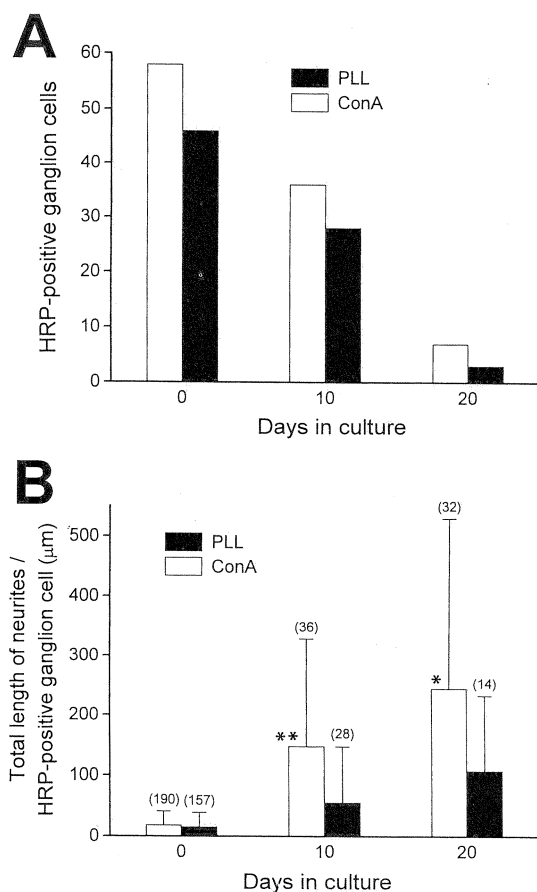 A
HRP-positive ganglion cells
60
50
40
30
20
10
0
PLL
ConA
0 10 20
Days in culture
B
Total length of neurites /
HRP-positive ganglion cell (μm)
500
400
300
200
100
0
PLL
ConA
(190) (157)
(36)
**
(28)
(32)
*
(14)
0 10 20
Days in culture